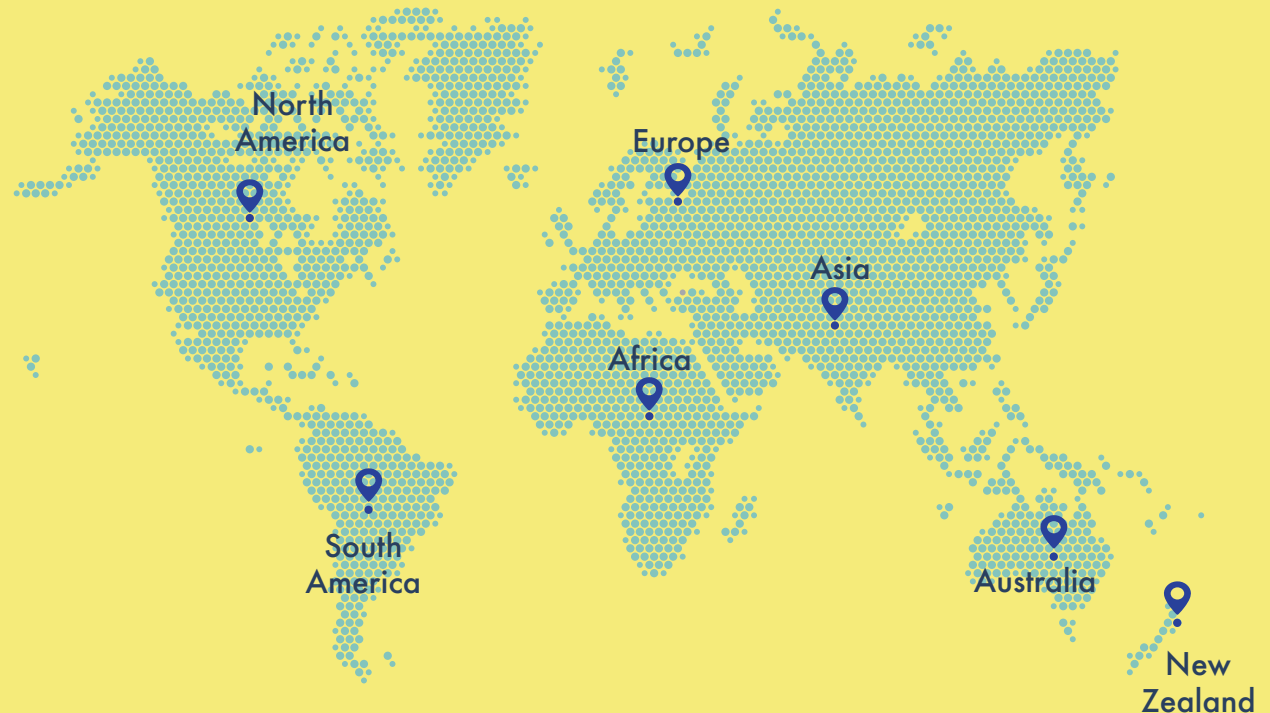 North
America
Europe
Asia
Africa
South
America
Australia
New
Zealand